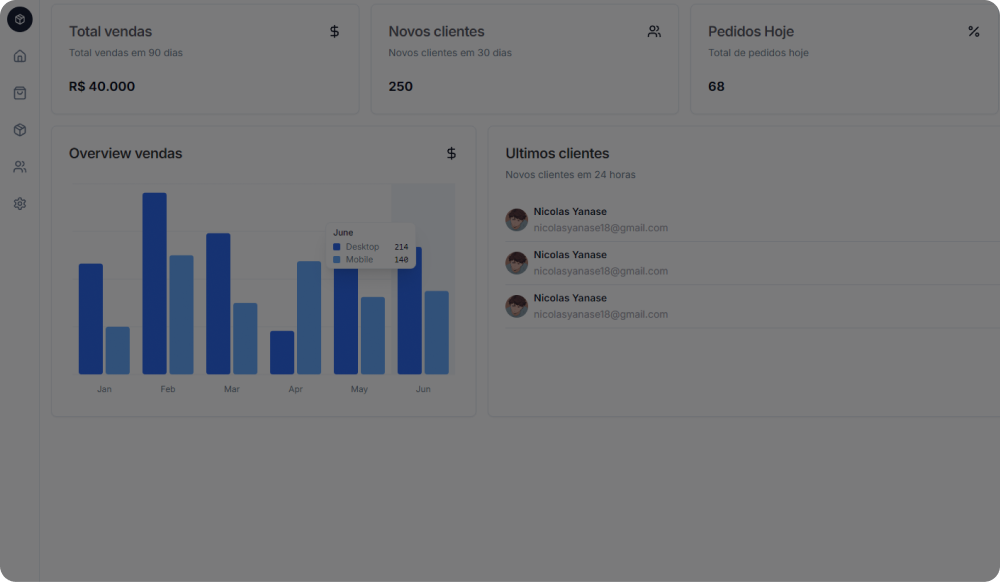 Total vendas
Total vendas em 90 dias
R$ 40.000
Novos clientes
Novos clientes em 30 dias
250
Pedidos Hoje
Total de pedidos hoje
68
Overview vendas
June
Desktop 214
Mobile 140
Jan Feb Mar Apr May Jun
Ultimos clientes
Novos clientes em 24 horas
Nicolas Yanase
nicolasyanase18@gmail.com
Nicolas Yanase
nicolasyanase18@gmail.com
Nicolas Yanase
nicolasyanase18@gmail.com